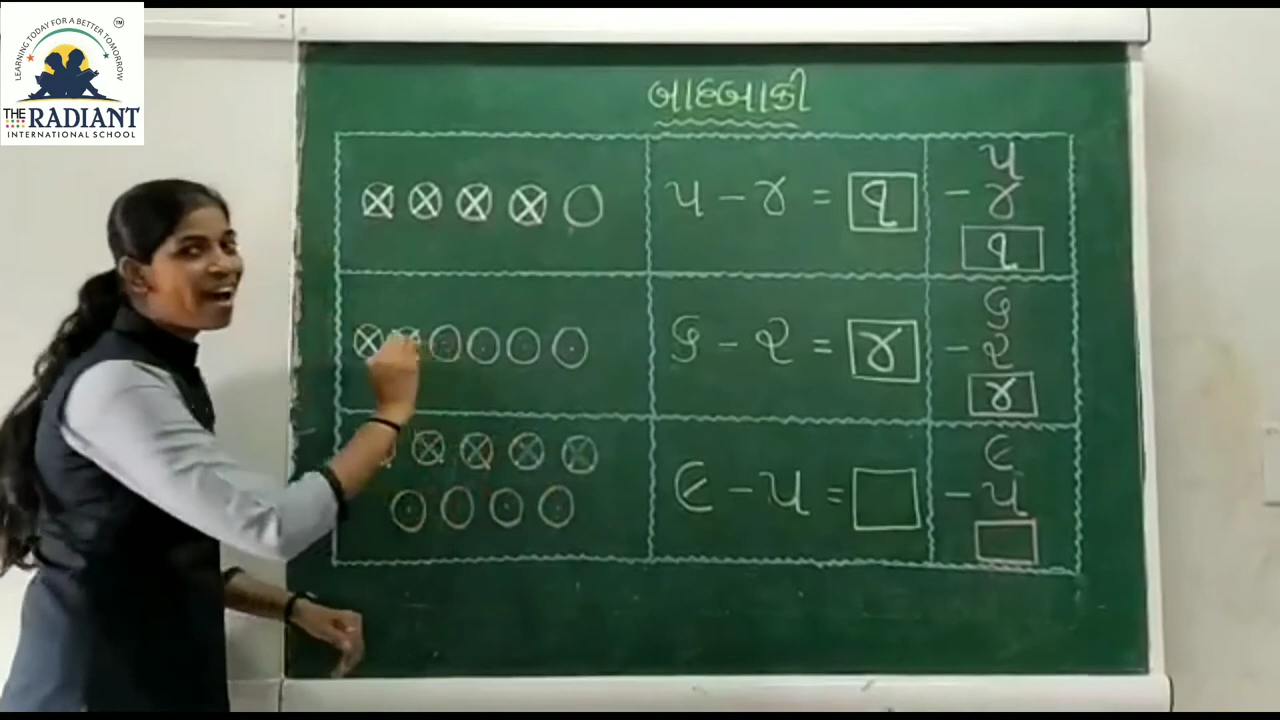 LEARNING TODAY FOR A BETTER TOMORROW
TM
THE RADIANT
INTERNATIONAL SCHOOL
બાદબાકી
૫ - ૪ = ૧
૫
- ૪
૧
૬ - ૨ = ૪
૬
- ૨
૪
૯ - ૫ =
૯
- ૫